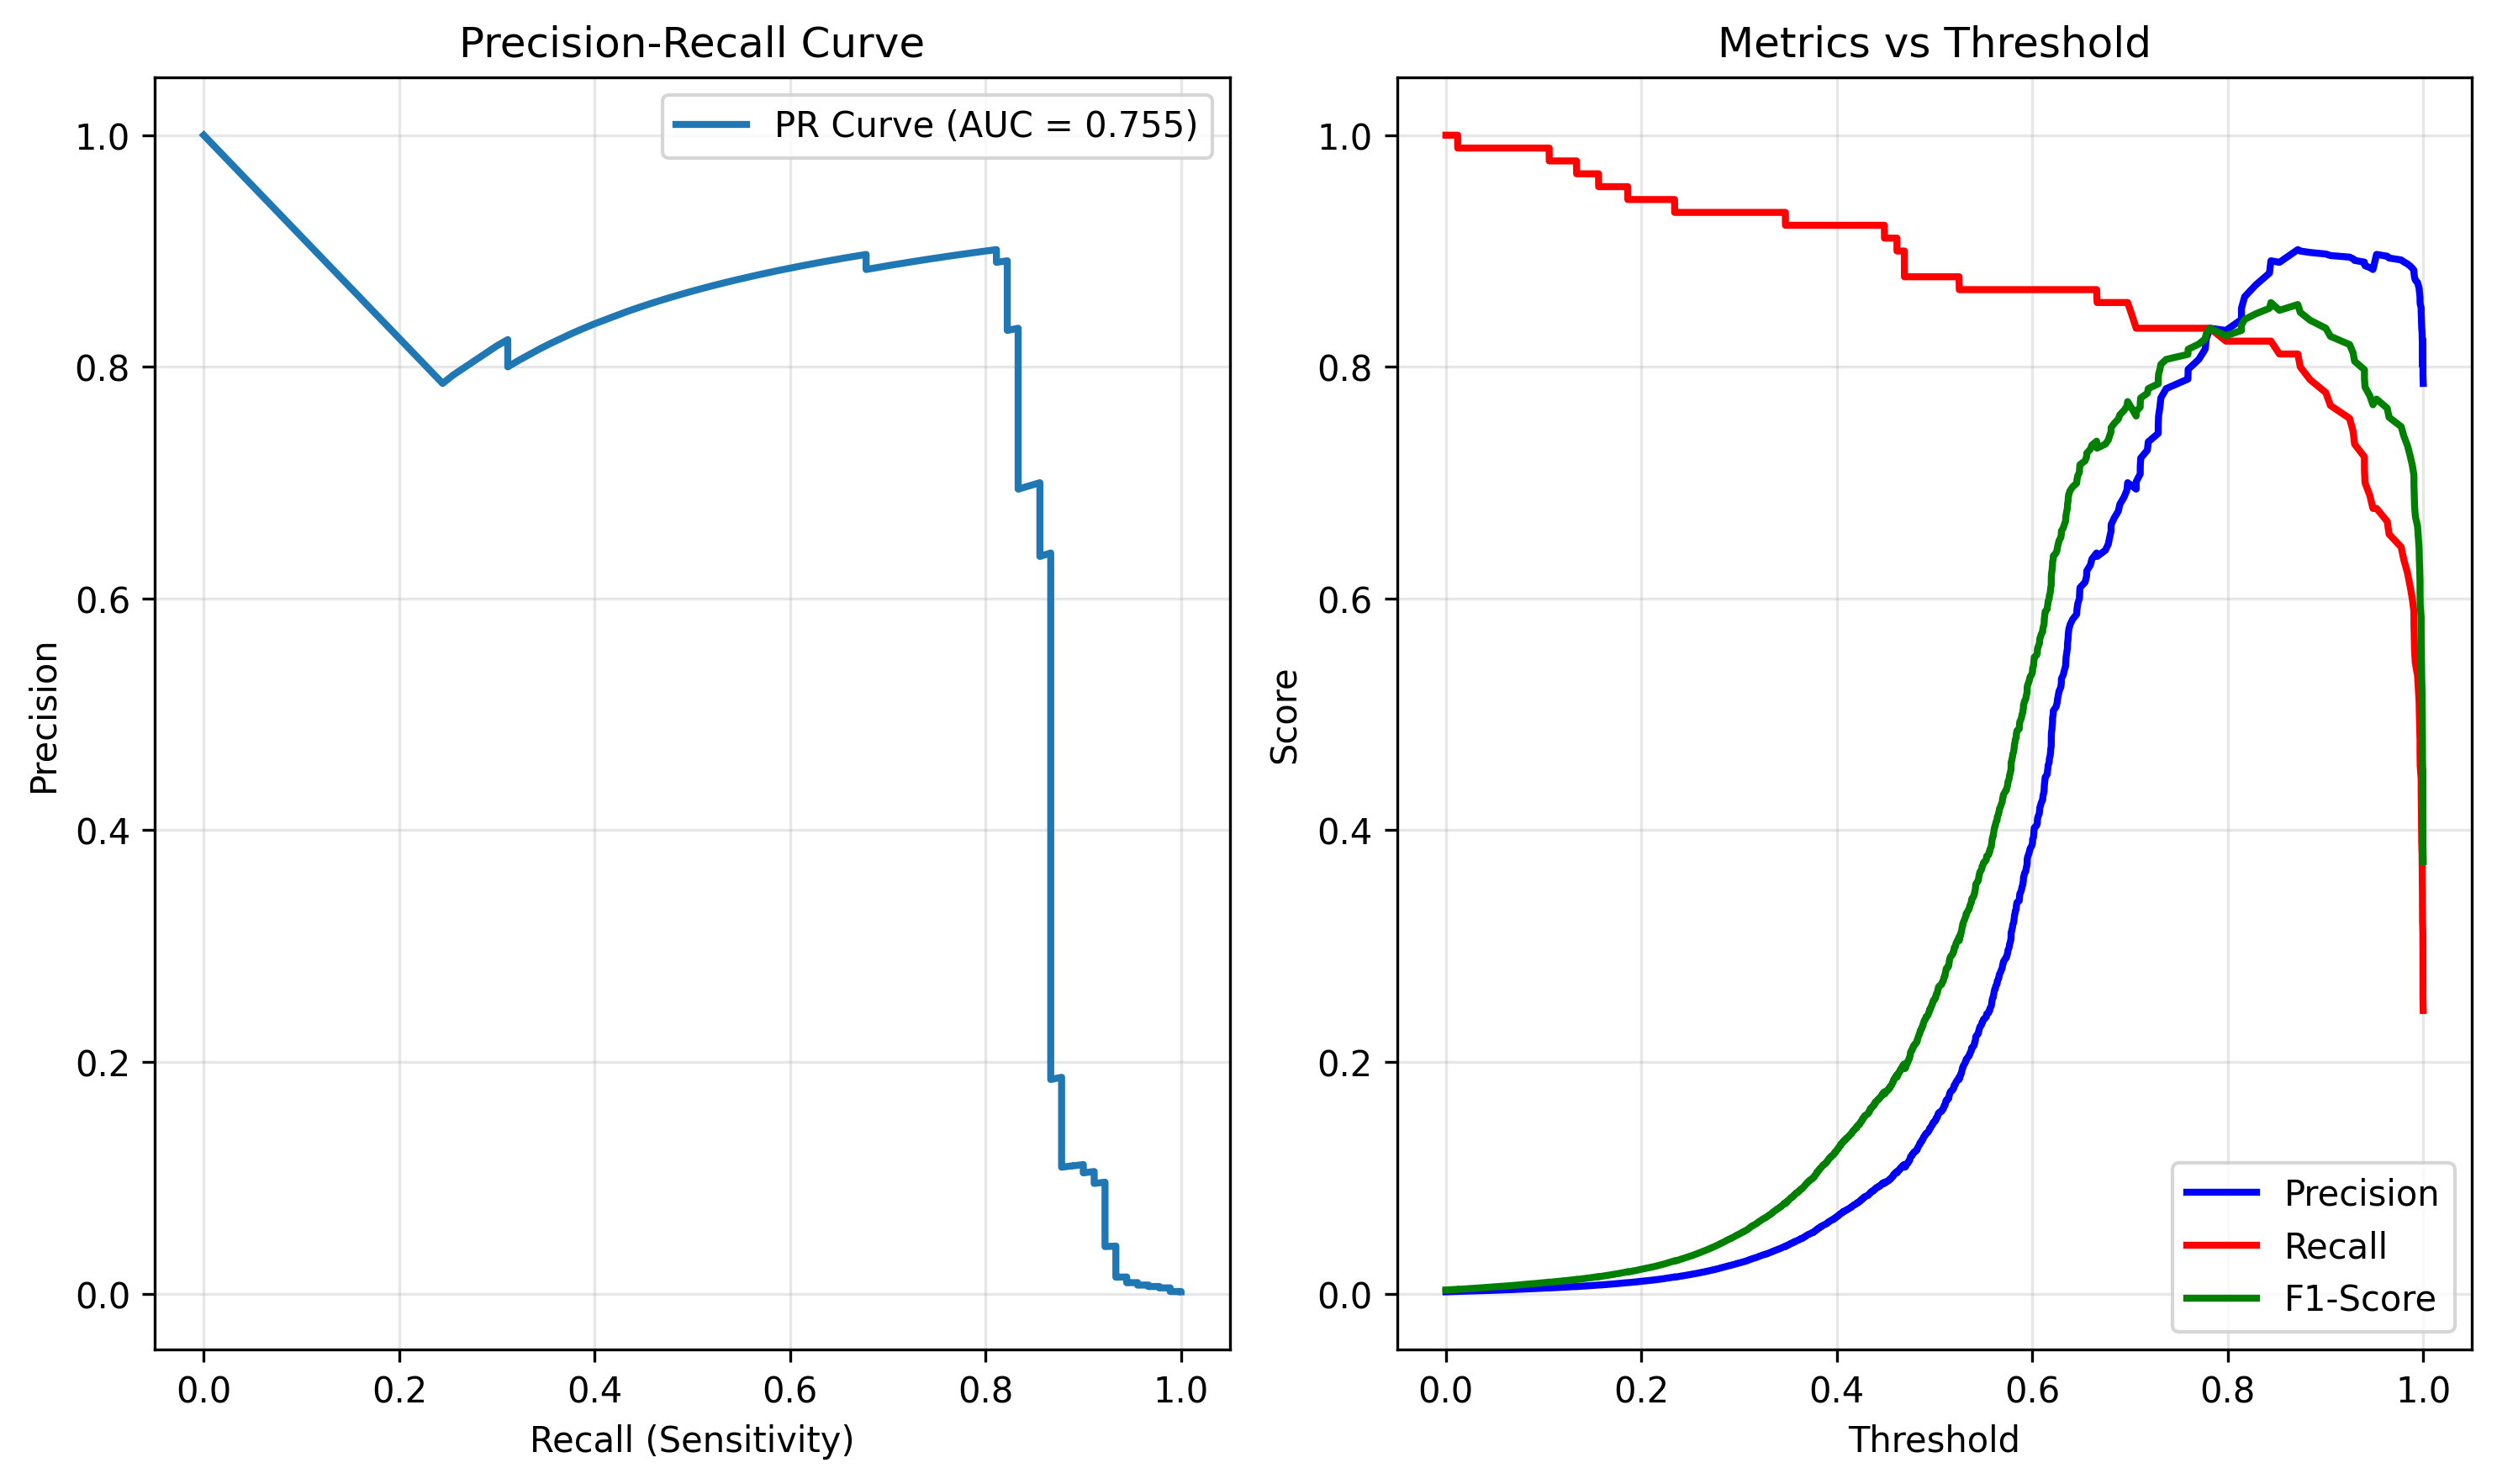 Precision-Recall Curve
PR Curve (AUC = 0.755)
Precision
1.0
0.8
0.6
0.4
0.2
0.0
0.0 0.2 0.4 0.6 0.8 1.0
Recall (Sensitivity)
Metrics vs Threshold
Score
1.0
0.8
0.6
0.4
0.2
0.0
Precision
Recall
F1-Score
0.0 0.2 0.4 0.6 0.8 1.0
Threshold